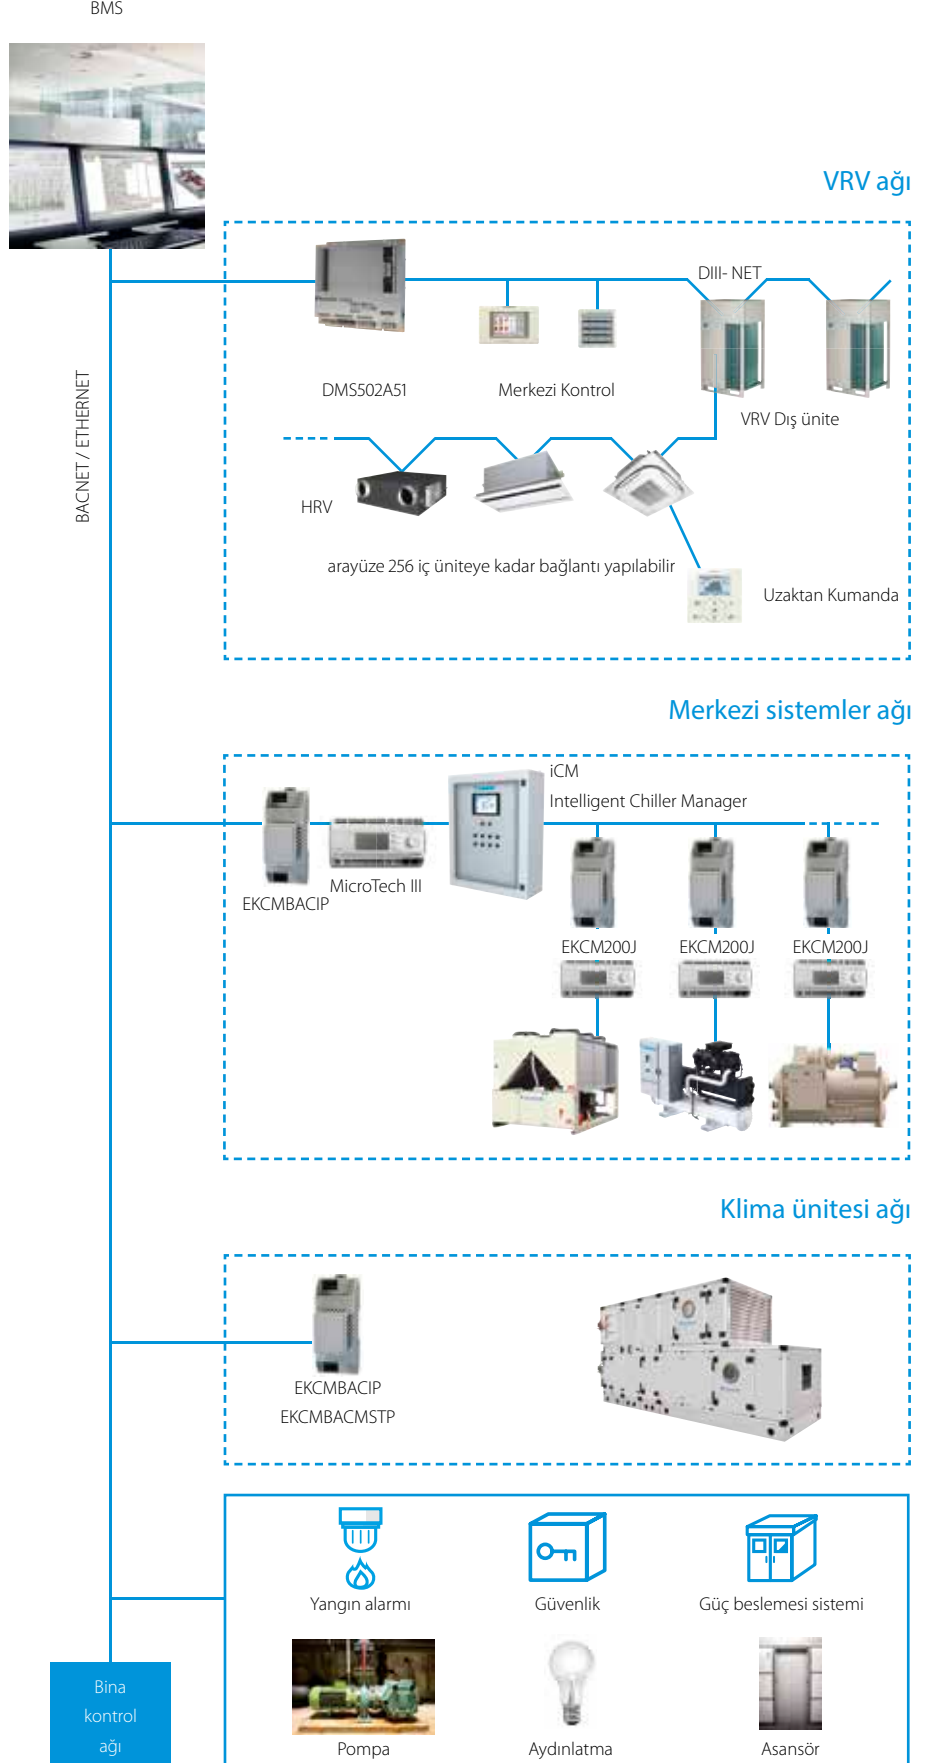 BMS
VRV ağı
DIII- NET
DMS502A51
Merkezi Kontrol
VRV Dış ünite
BACNET / ETHERNET
HRV
arayüze 256 iç üniteye kadar bağlantı yapılabilir
Uzaktan Kumanda
Merkezi sistemler ağı
iCM
Intelligent Chiller Manager
MicroTech III
EKCMBACIP
EKCM200J
EKCM200J
EKCM200J
Klima ünitesi ağı
EKCMBACIP
EKCMBACMSTP
Yangın alarmı
Güvenlik
Güç beslemesi sistemi
Bina
kontrol
ağı
Pompa
Aydınlatma
Asansör